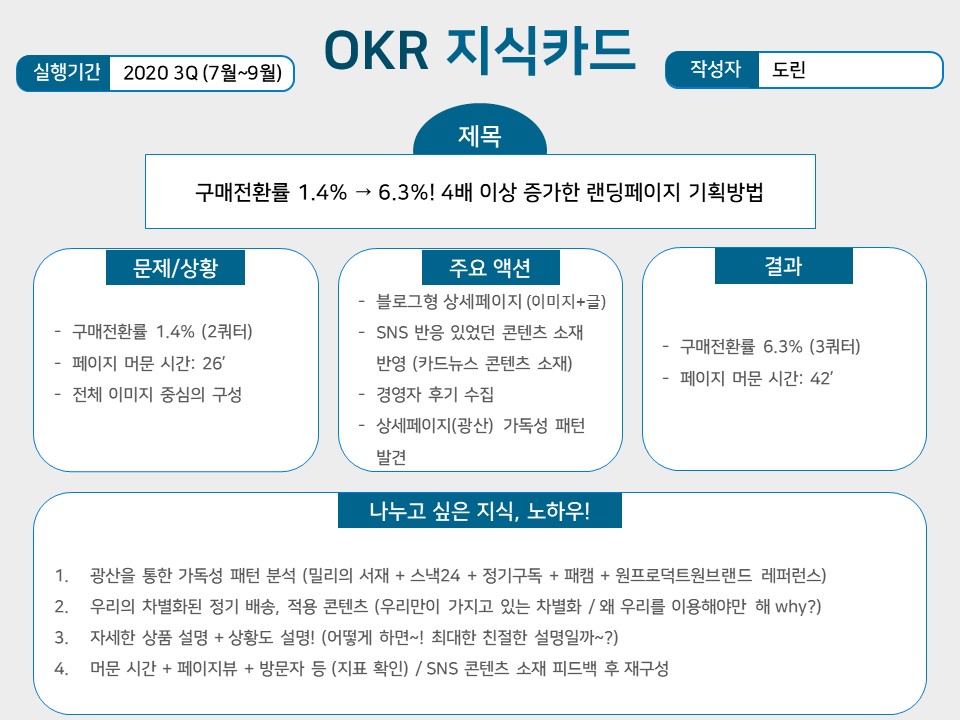 OKR 지식카드
실행기간 2020 3Q (7월~9월)
작성자 도린
제목
구매전환률 1.4% → 6.3%! 4배 이상 증가한 랜딩페이지 기획방법
문제/상황
- 구매전환률 1.4% (2쿼터)
- 페이지 머문 시간: 26′
- 전체 이미지 중심의 구성
주요 액션
- 블로그형 상세페이지 (이미지+글)
- SNS 반응 있었던 콘텐츠 소재
반영 (카드뉴스 콘텐츠 소재)
- 경영자 후기 수집
- 상세페이지(광산) 가독성 패턴
발견
결과
- 구매전환률 6.3% (3쿼터)
- 페이지 머문 시간: 42′
나누고 싶은 지식, 노하우!
1. 광산을 통한 가독성 패턴 분석 (밀리의 서재 + 스낵24 + 정기구독 + 패캠 + 원프로덕트원브랜드 레퍼런스)
2. 우리의 차별화된 정기 배송, 적용 콘텐츠 (우리만이 가지고 있는 차별화 / 왜 우리를 이용해야만 해 why?)
3. 자세한 상품 설명 + 상황도 설명! (어떻게 하면~! 최대한 친절한 설명일까~?)
4. 머문 시간 + 페이지뷰 + 방문자 등 (지표 확인) / SNS 콘텐츠 소재 피드백 후 재구성